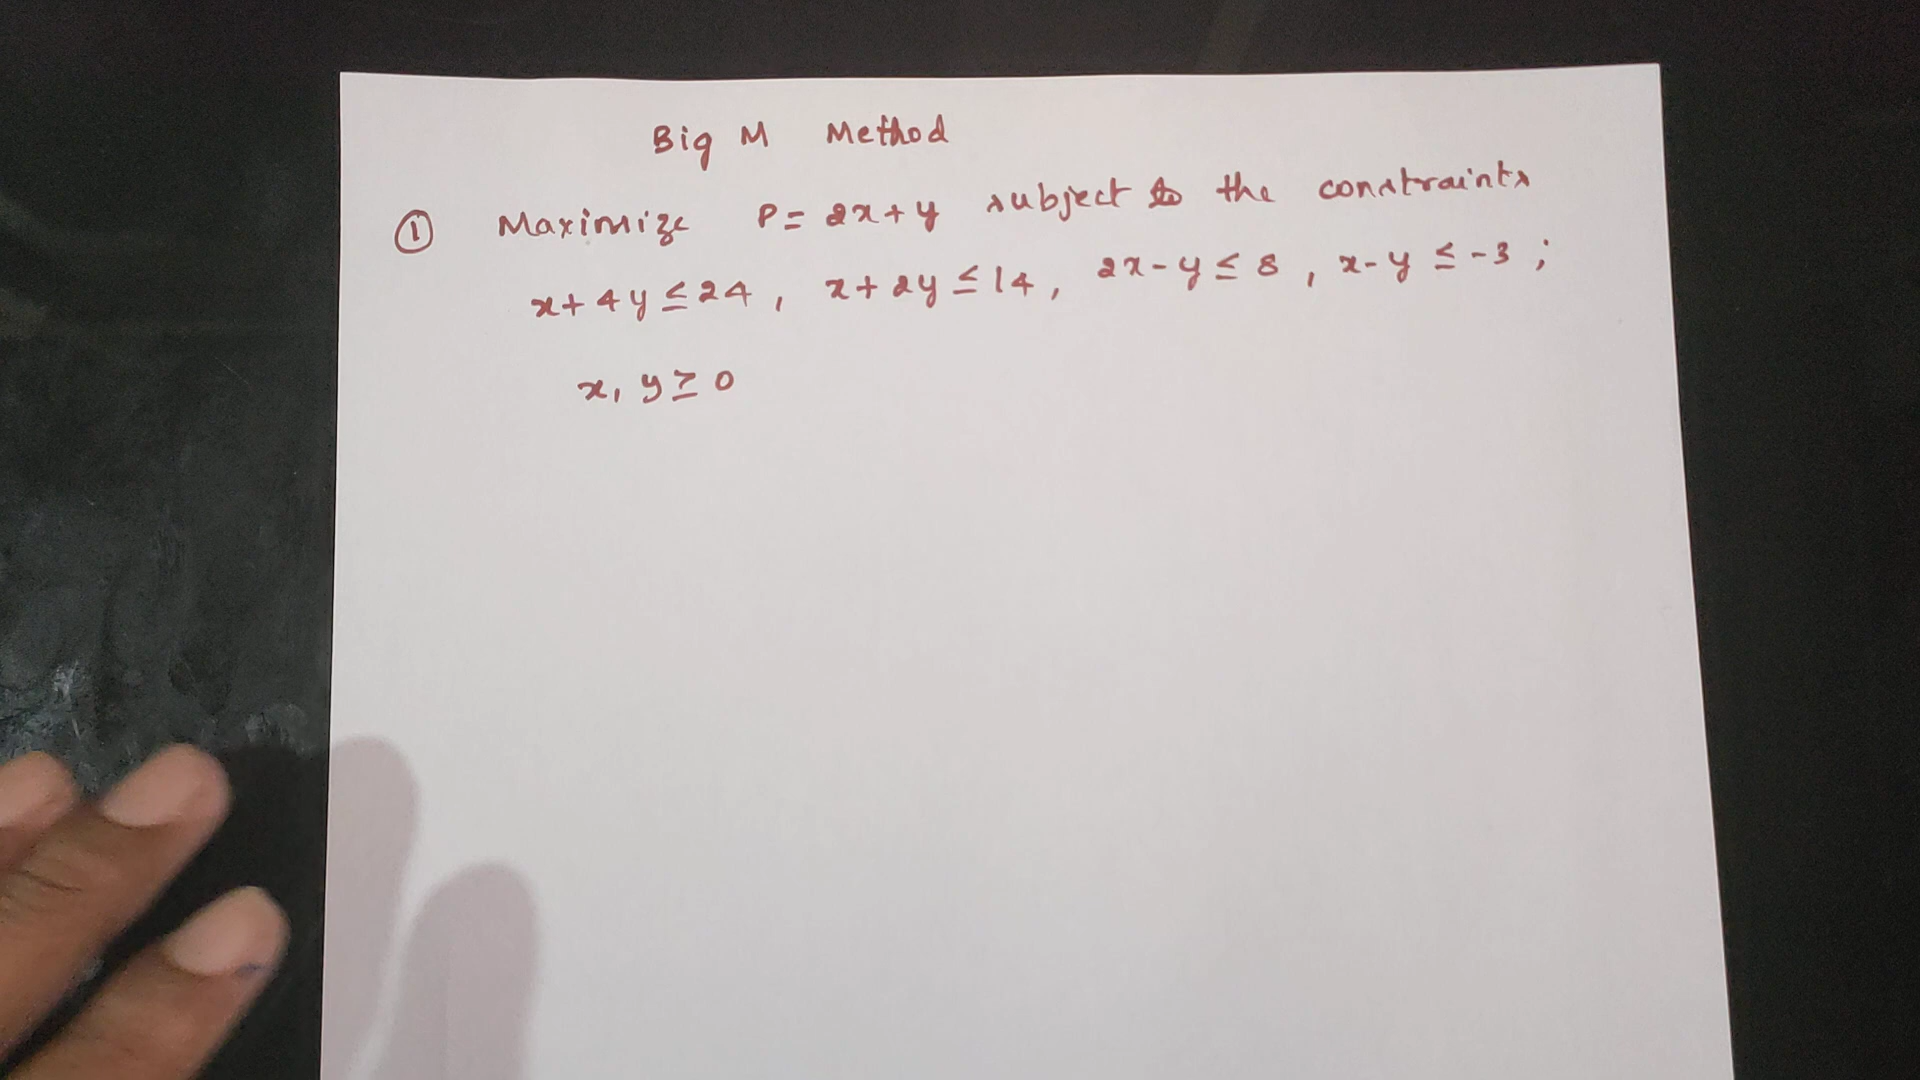 Big M Method
① Maximize P = 2x+y subject to the constraints
x+4y ≤ 24, x+2y ≤ 14, 2x-y ≤ 8, x-y ≤ -3;
x, y ≥ 0